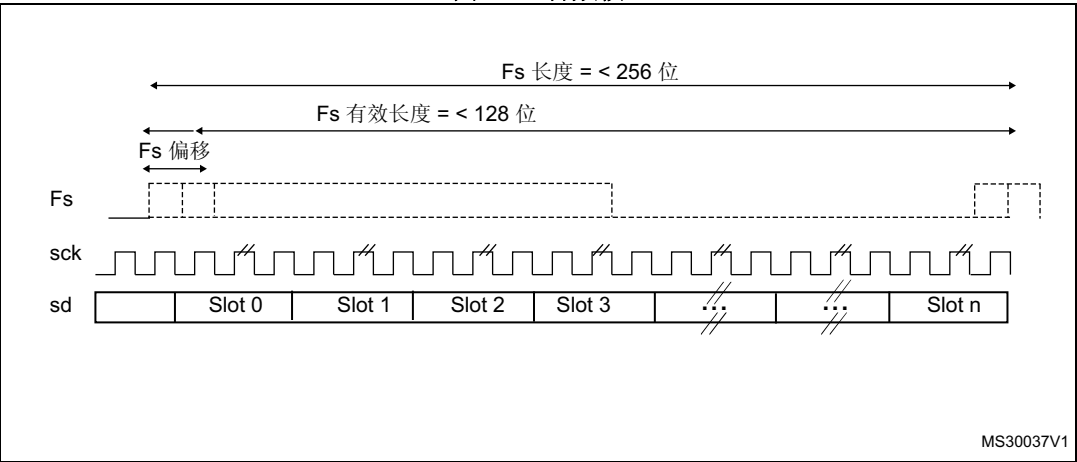 Fs 长度 = < 256 位
Fs 有效长度 = < 128 位
Fs 偏移
Fs
sck
sd
Slot 0
Slot 1
Slot 2
Slot 3
...
...
Slot n
MS30037V1